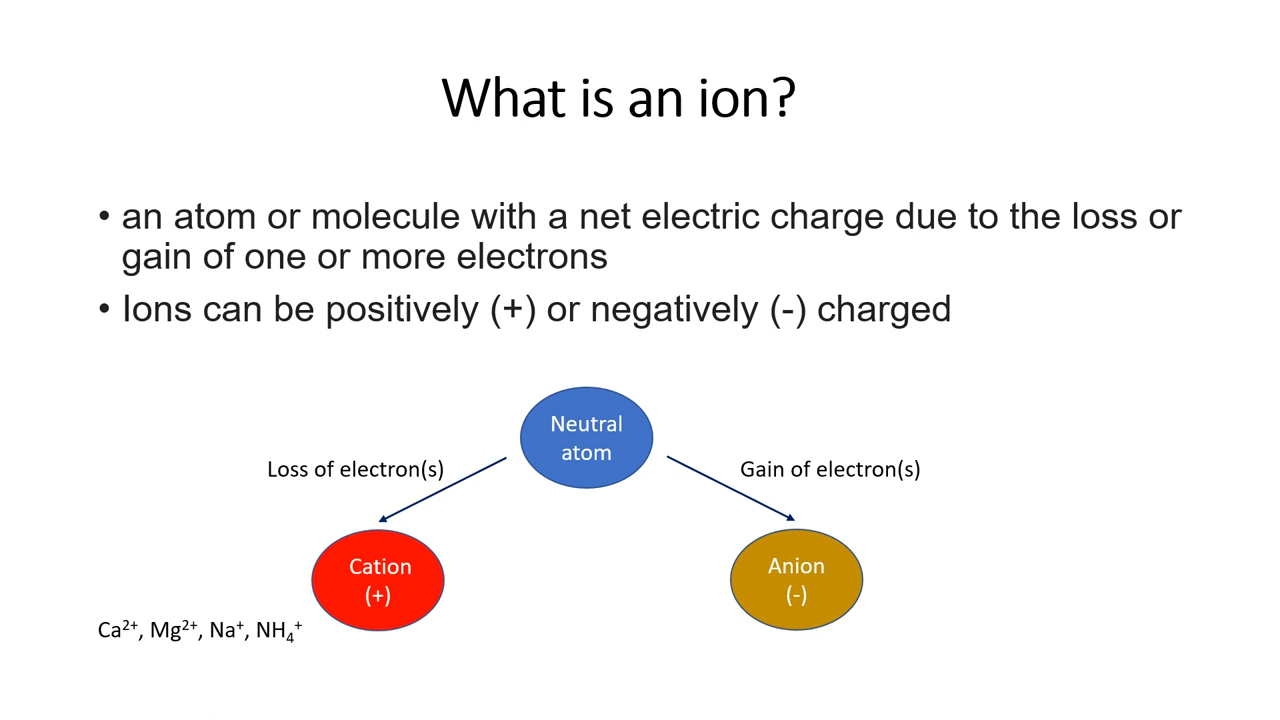 What is an ion?
• an atom or molecule with a net electric charge due to the loss or
gain of one or more electrons
• Ions can be positively (+) or negatively (-) charged
Neutral
atom
Loss of electron(s)
Gain of electron(s)
Cation
(+)
Anion
(-)
Ca²⁺, Mg²⁺, Na⁺, NH₄⁺